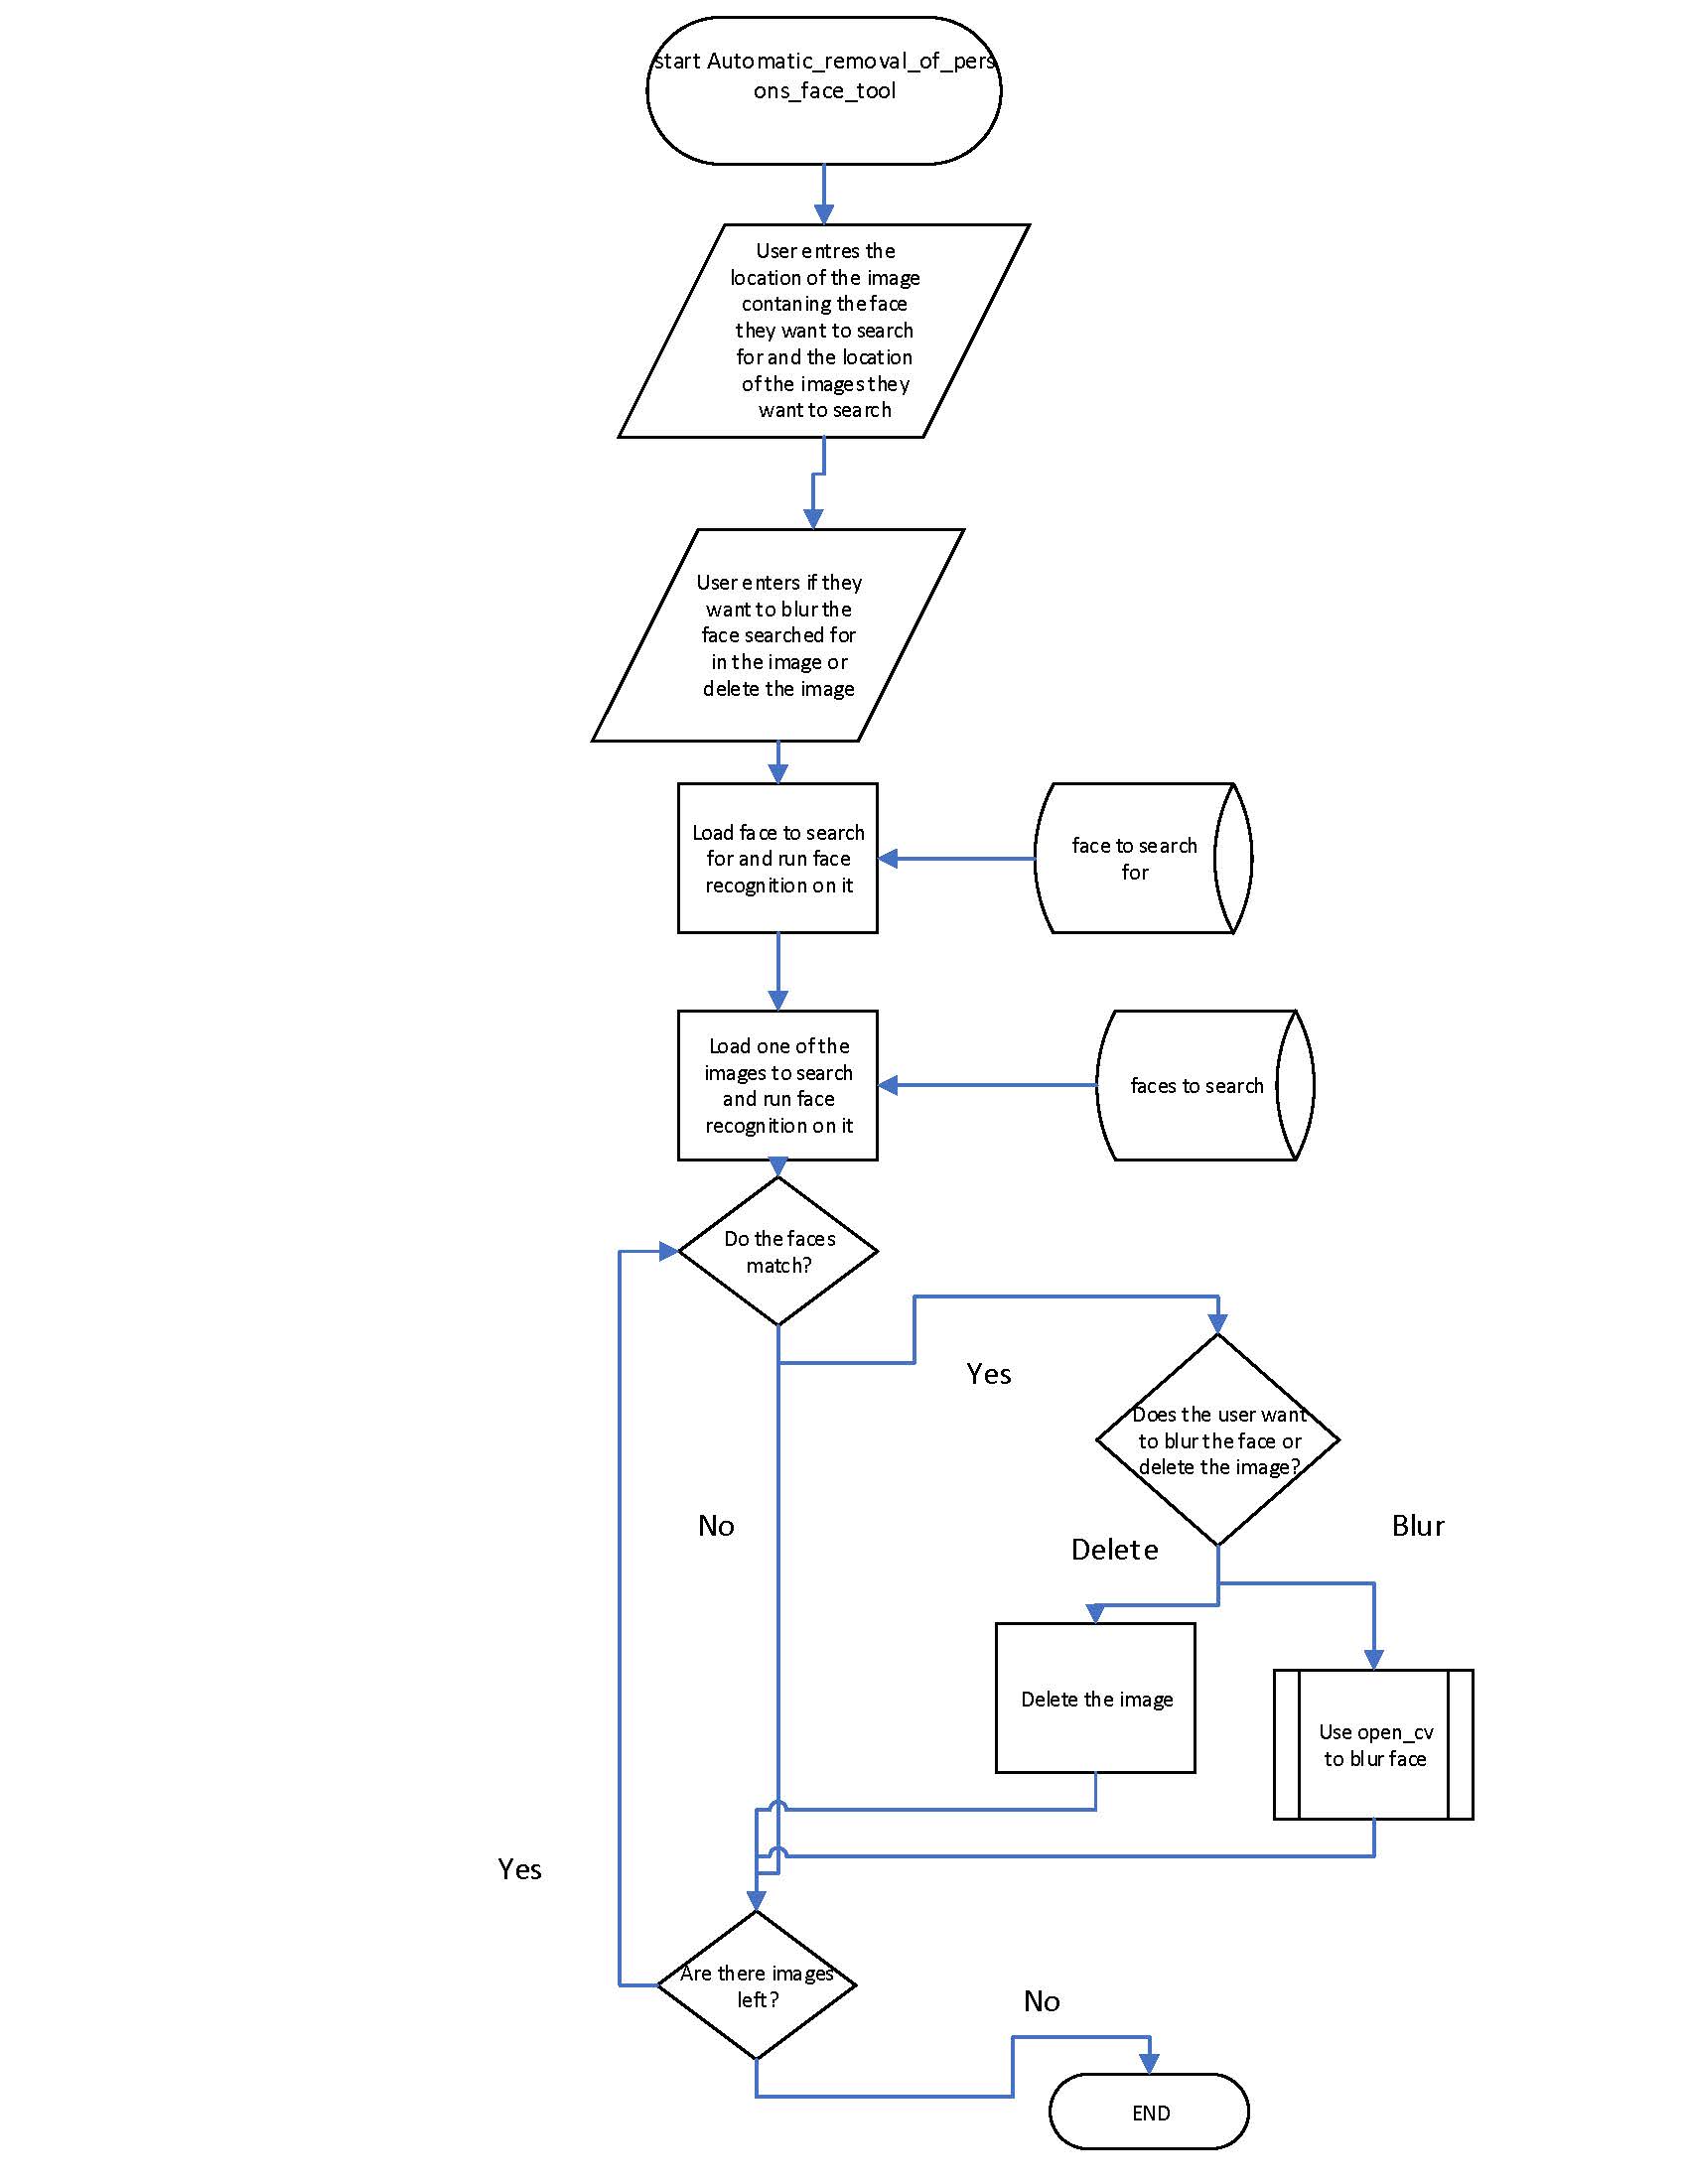 start Automatic_removal_of_pers
ons_face_tool
User entres the
location of the image
contaning the face
they want to search
for and the location
of the images they
want to search
User enters if they
want to blur the
face searched for
in the image or
delete the image
Load face to search
for and run face
recognition on it
face to search
for
Load one of the
images to search
and run face
recognition on it
faces to search
Do the faces
match?
Yes
Does the user want
to blur the face or
delete the image?
No
Delete
Blur
Delete the image
Use open_cv
to blur face
Yes
Are there images
left?
No
END